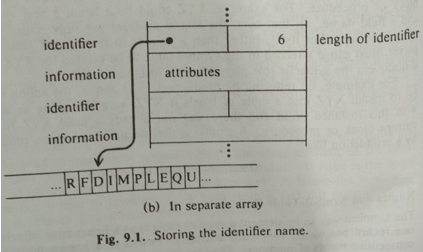 identifier 6 length of identifier
information attributes
identifier
information
... R F D I M P L E Q U ...
(b) In separate array
Fig. 9.1. Storing the identifier name.